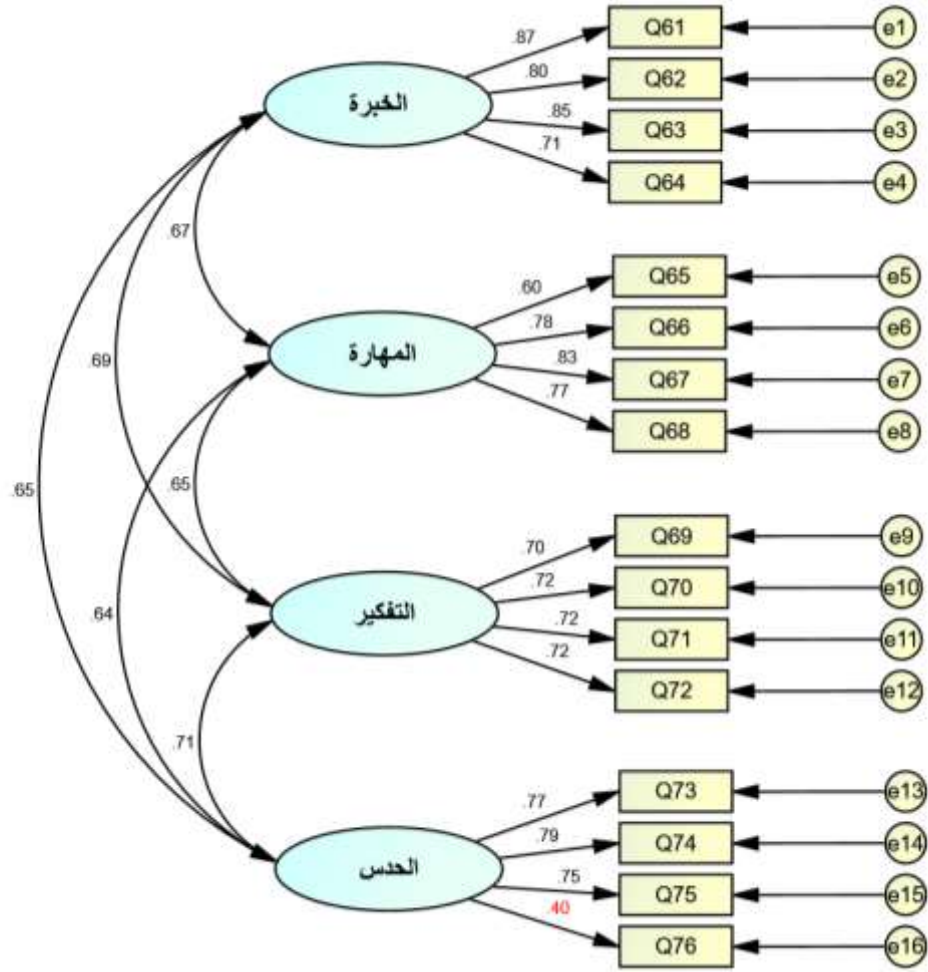 .87
Q61
e1
.80
Q62
e2
الخبرة
.85
Q63
e3
.71
Q64
e4
.67
.60
Q65
e5
.78
Q66
e6
المهارة
.83
Q67
e7
.69
.77
Q68
e8
.65
.65
.70
Q69
e9
.72
Q70
e10
التفكير
.64
.72
Q71
e11
.72
Q72
e12
.71
.77
Q73
e13
.79
Q74
e14
الحدس
.75
Q75
e15
.40
Q76
e16